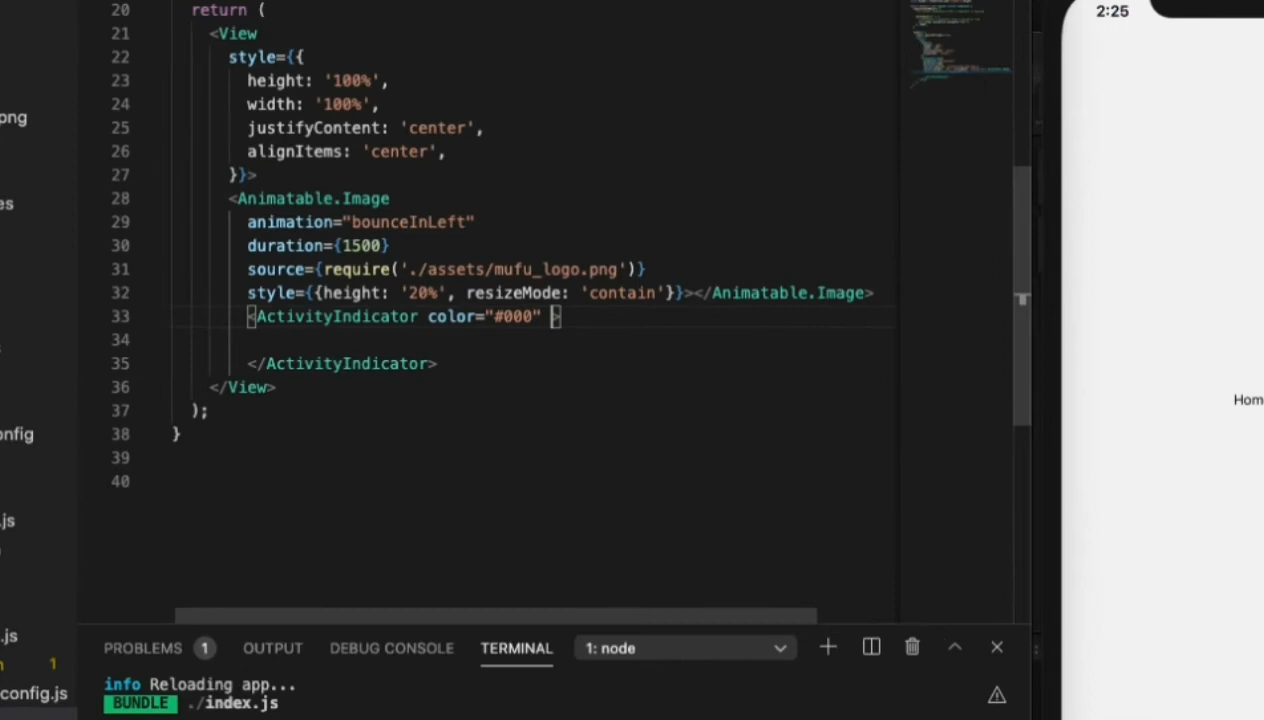 2:25
png
es
onfig
.js
.js
1
config.js
20 return (
21 <View
22 style={{
23 height: '100%',
24 width: '100%',
25 justifyContent: 'center',
26 alignItems: 'center',
27 }}>
28 <Animatable.Image
29 animation="bounceInLeft"
30 duration={1500}
31 source={require('./assets/mufu_logo.png')}
32 style={{height: '20%', resizeMode: 'contain'}}></Animatable.Image>
33 <ActivityIndicator color="#000" >
34
35 </ActivityIndicator>
36 </View>
37 );
38 }
39
40
Hom
PROBLEMS 1 OUTPUT DEBUG CONSOLE TERMINAL 1: node
info Reloading app...
BUNDLE ./index.js